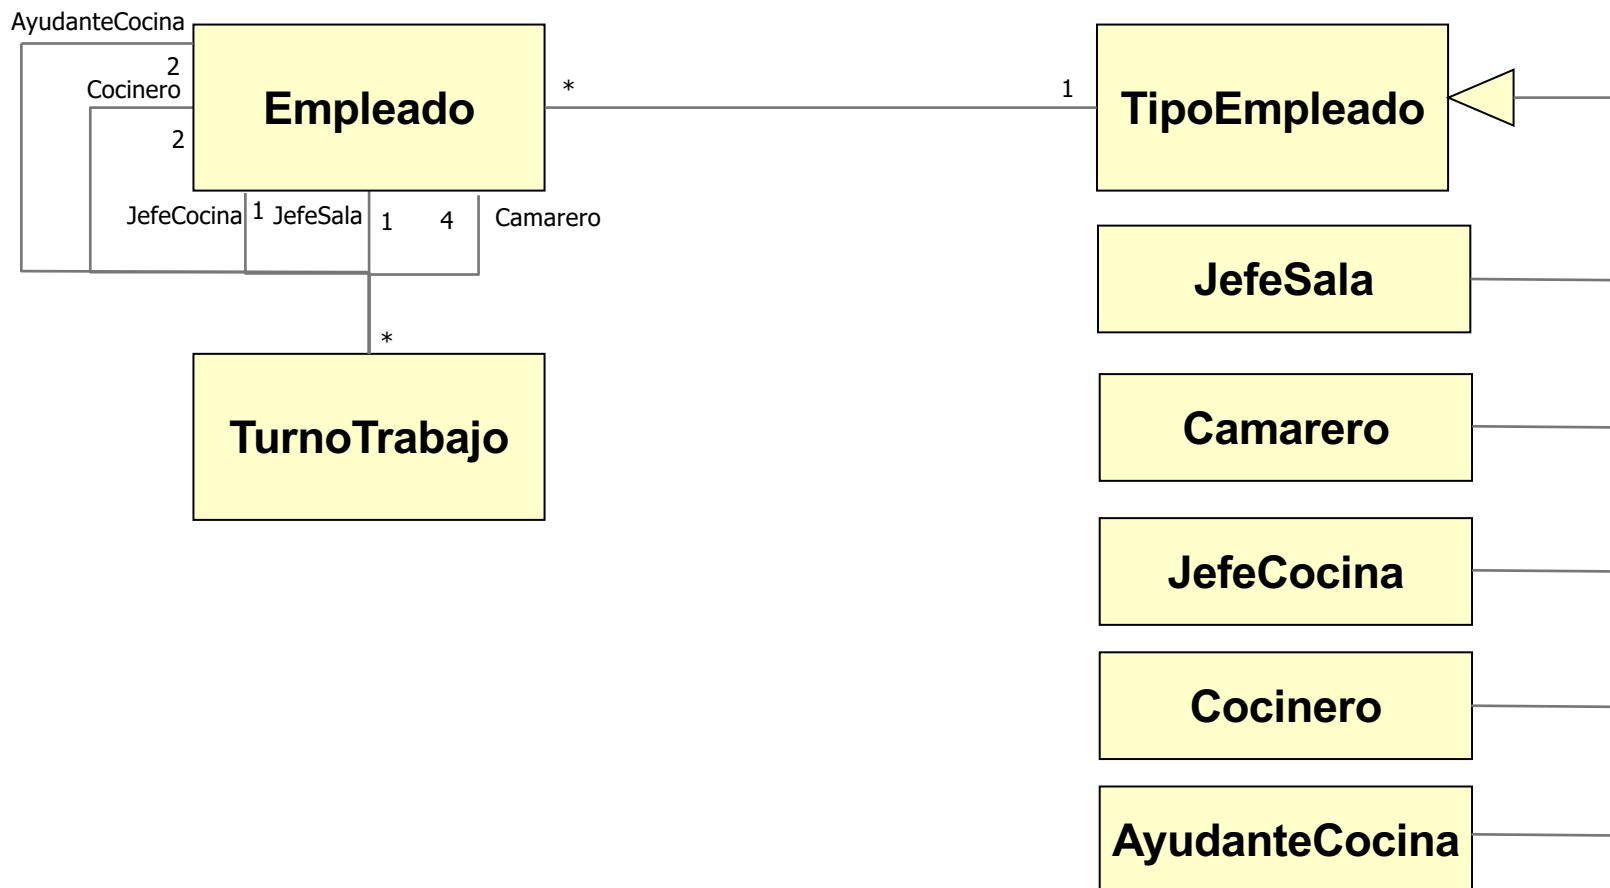 AyudanteCocina
2
Cocinero
2
Empleado
*
1
TipoEmpleado
JefeCocina
1
JefeSala
1
4
Camarero
JefeSala
*
TurnoTrabajo
Camarero
JefeCocina
Cocinero
AyudanteCocina